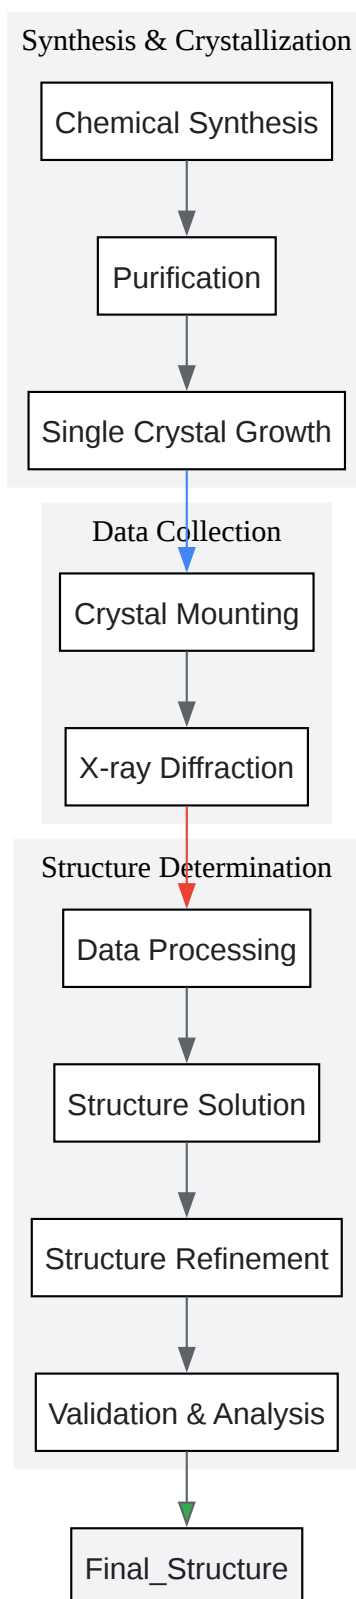 Synthesis & Crystallization
Chemical Synthesis
Purification
Single Crystal Growth
Data Collection
Crystal Mounting
X-ray Diffraction
Structure Determination
Data Processing
Structure Solution
Structure Refinement
Validation & Analysis
Final_Structure